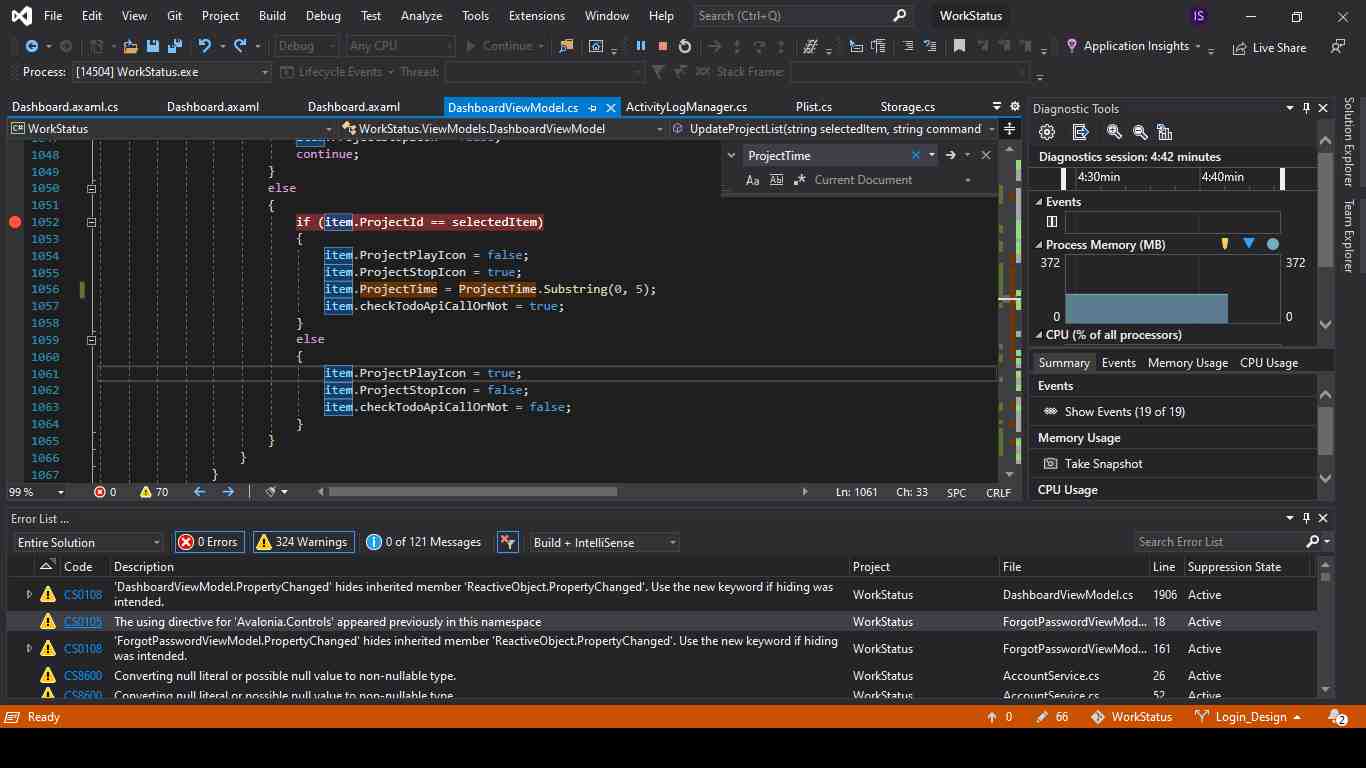 File Edit View Git Project Build Debug Test Analyze Tools Extensions Window Help Search (Ctrl+Q) WorkStatus IS
Debug Any CPU Continue Application Insights Live Share
Process: [14504] WorkStatus.exe Lifecycle Events Thread: Stack Frame:
Dashboard.axaml.cs Dashboard.axaml Dashboard.axaml DashboardViewModel.cs ActivityLogManager.cs Plist.cs Storage.cs
WorkStatus WorkStatus.ViewModels.DashboardViewModel UpdateProjectList(string selectedItem, string command
ProjectTime
Aa Ab Current Document
1048 continue;
1049 }
1050 else
1051 {
1052 if (item.ProjectId == selectedItem)
1053 {
1054 item.ProjectPlayIcon = false;
1055 item.ProjectStopIcon = true;
1056 item.ProjectTime = ProjectTime.Substring(0, 5);
1057 item.checkTodoApiCallOrNot = true;
1058 }
1059 else
1060 {
1061 item.ProjectPlayIcon = true;
1062 item.ProjectStopIcon = false;
1063 item.checkTodoApiCallOrNot = false;
1064 }
1065 }
1066 }
1067 }
99 % 0 70 Ln: 1061 Ch: 33 SPC CRLF
Diagnostic Tools
Diagnostics session: 4:42 minutes
4:30min 4:40min
Events
Process Memory (MB)
372 372
0 0
CPU (% of all processors)
Summary Events Memory Usage CPU Usage
Events
Show Events (19 of 19)
Memory Usage
Take Snapshot
CPU Usage
Solution Explorer
Team Explorer
Error List ...
Entire Solution 0 Errors 324 Warnings 0 of 121 Messages Build + IntelliSense Search Error List
Code Description Project File Line Suppression State
CS0108 'DashboardViewModel.PropertyChanged' hides inherited member 'ReactiveObject.PropertyChanged'. Use the new keyword if hiding was
intended. WorkStatus DashboardViewModel.cs 1906 Active
CS0105 The using directive for 'Avalonia.Controls' appeared previously in this namespace WorkStatus ForgotPasswordViewMod... 18 Active
CS0108 'ForgotPasswordViewModel.PropertyChanged' hides inherited member 'ReactiveObject.PropertyChanged'. Use the new keyword if hiding
was intended. WorkStatus ForgotPasswordViewMod... 161 Active
CS8600 Converting null literal or possible null value to non-nullable type. WorkStatus AccountService.cs 26 Active
CS8600 Converting null literal or possible null value to non-nullable type. WorkStatus AccountService.cs 52 Active
Ready 0 66 WorkStatus Login_Design 2